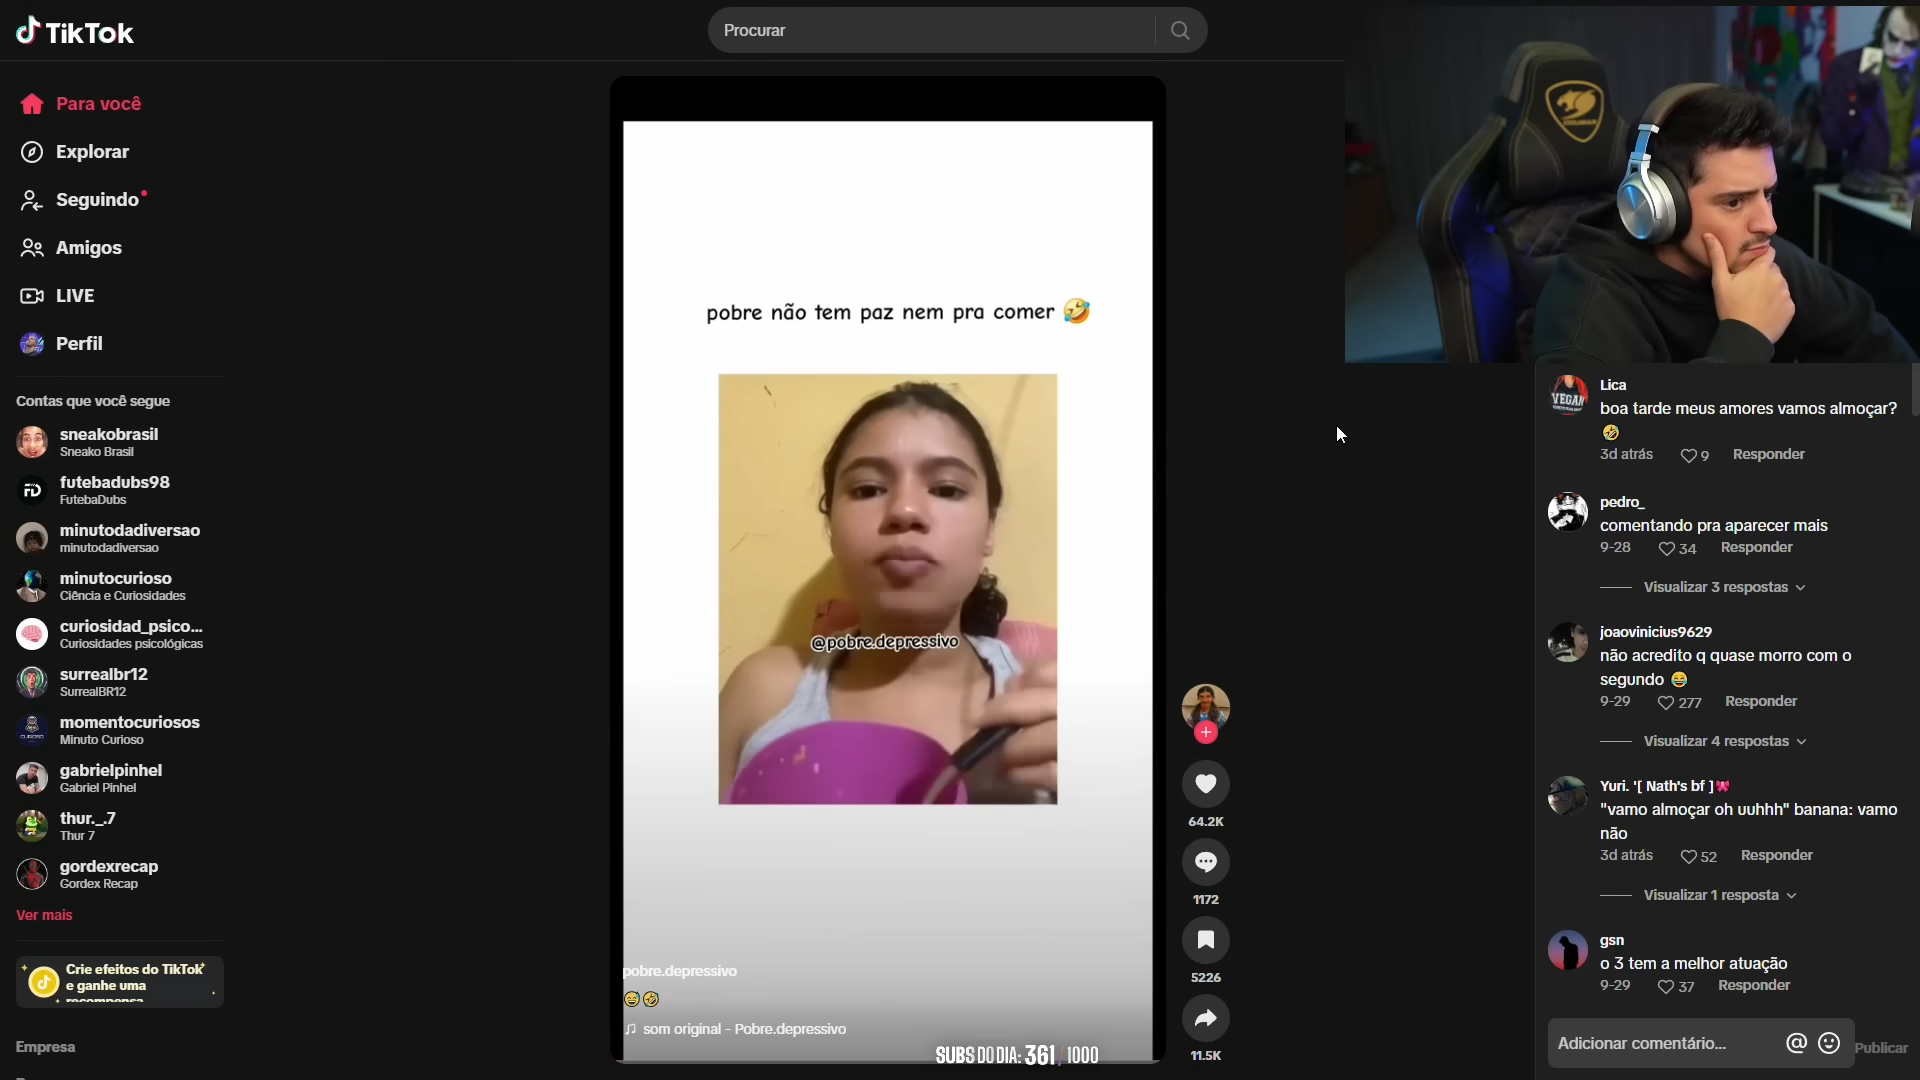 TikTok
Procurar
Para você
Explorar
Seguindo
Amigos
LIVE
Perfil
Contas que você segue
sneakobrasil
Sneako Brasil
futebadubs98
FutebaDubs
minutodadiversao
minutodadiversao
minutocurioso
Ciência e Curiosidades
curiosidad_psico...
Curiosidades psicológicas
surrealbr12
SurrealBR12
momentocuriosos
Minuto Curioso
gabrielpinhel
Gabriel Pinhel
thur._.7
Thur 7
gordexrecap
Gordex Recap
Ver mais
Crie efeitos do TikTok
e ganhe uma
recompensa
Empresa
pobre não tem paz nem pra comer 🤣
@pobre.depressivo
pobre.depressivo
😅🤣
som original - Pobre.depressivo
SUBS DO DIA: 361 / 1000
64.2K
1172
5226
11.5K
COUGAR
VEGAN
Lica
boa tarde meus amores vamos almoçar?
🤣
3d atrás 9 Responder
pedro_
comentando pra aparecer mais
9-28 34 Responder
Visualizar 3 respostas
joaovinicius9629
não acredito q quase morro com o
segundo 😂
9-29 277 Responder
Visualizar 4 respostas
Yuri. '[ Nath's bf ]🎀
"vamo almoçar oh uuhhh" banana: vamo
não
3d atrás 52 Responder
Visualizar 1 resposta
gsn
o 3 tem a melhor atuação
9-29 37 Responder
Adicionar comentário...
@
Publicar